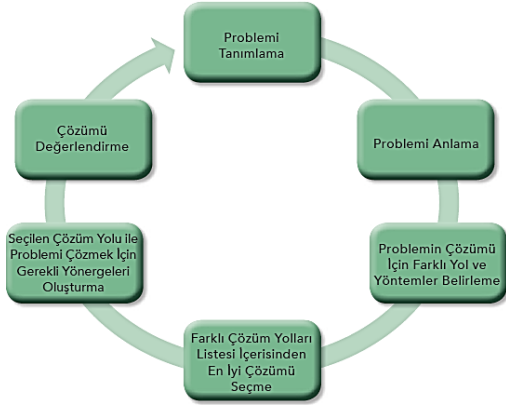 Problemi
Tanımlama
Problemi Anlama
Problemin Çözümü
İçin Farklı Yol ve
Yöntemler Belirleme
Farklı Çözüm Yolları
Listesi İçerisinden
En İyi Çözümü
Seçme
Seçilen Çözüm Yolu ile
Problemi Çözmek İçin
Gerekli Yönergeleri
Oluşturma
Çözümü
Değerlendirme